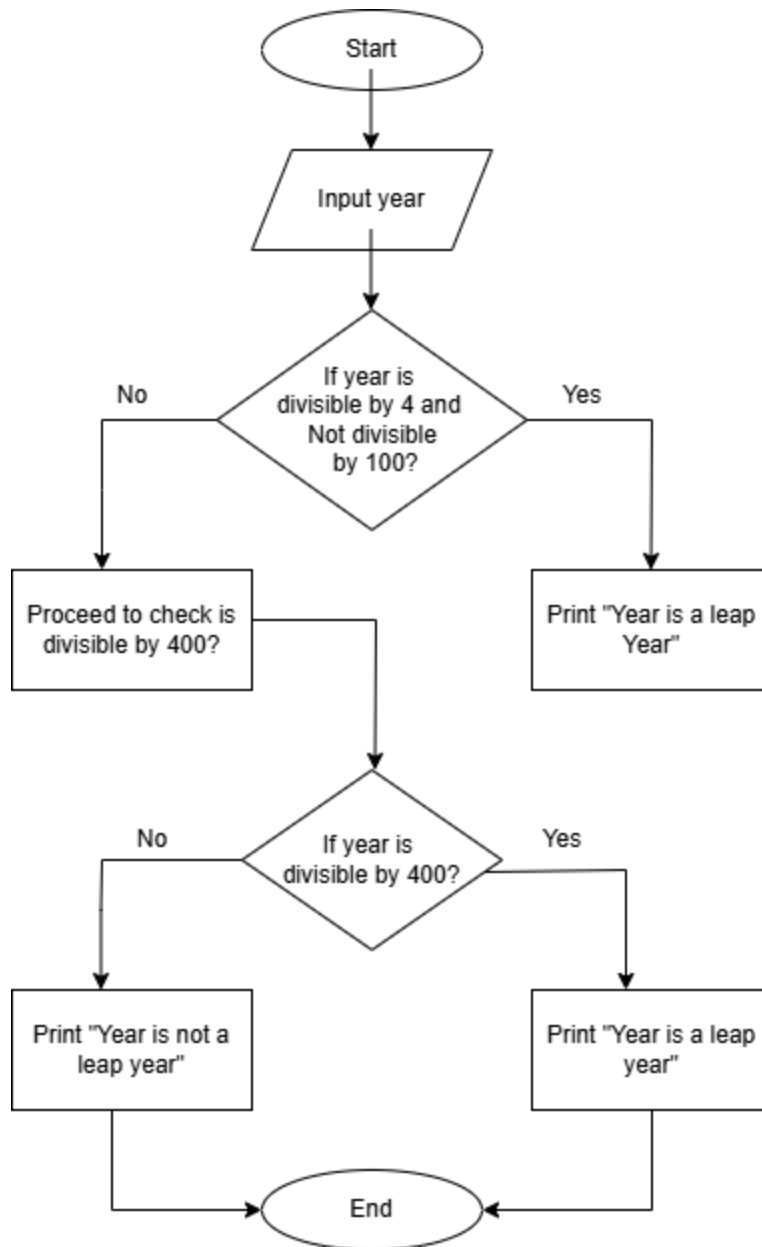 Start
Input year
If year is
divisible by 4 and
Not divisible
by 100?
No
Yes
Proceed to check is
divisible by 400?
Print "Year is a leap
Year"
If year is
divisible by 400?
No
Yes
Print "Year is not a
leap year"
Print "Year is a leap
year"
End